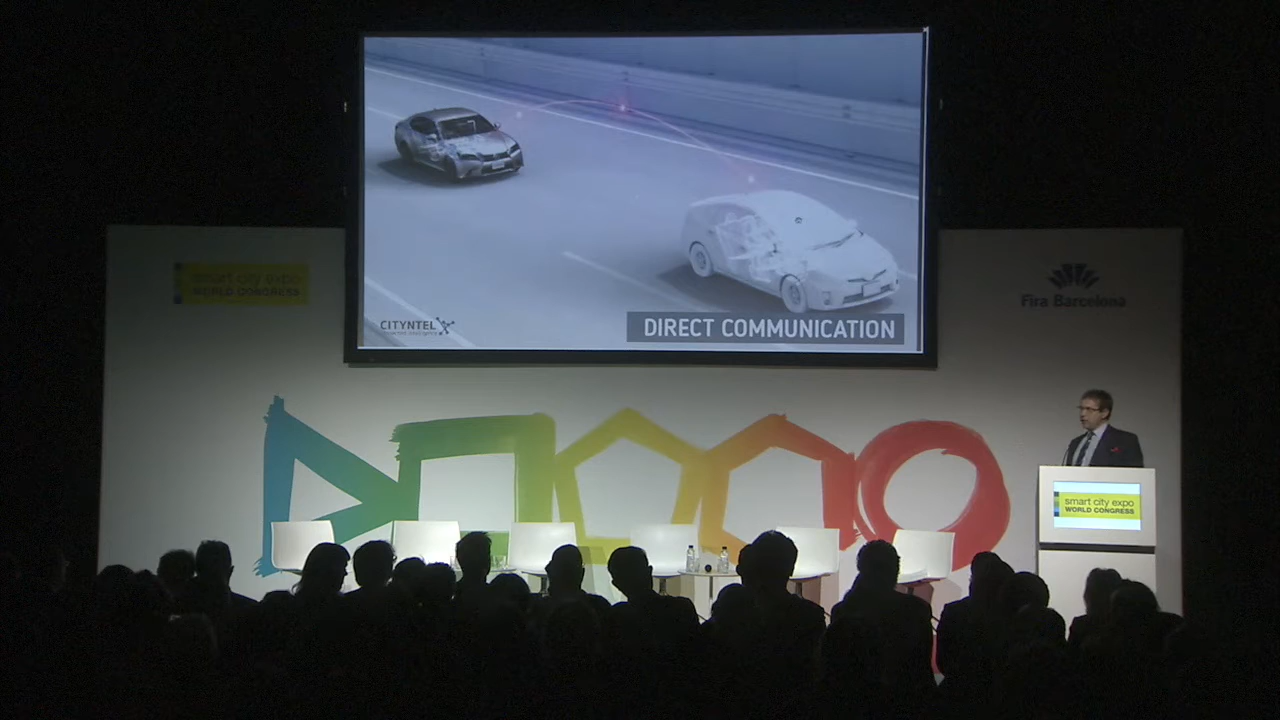 smart city expo
WORLD CONGRESS
CITYNTEL
DIRECT COMMUNICATION
Fira Barcelona
smart city expo
WORLD CONGRESS